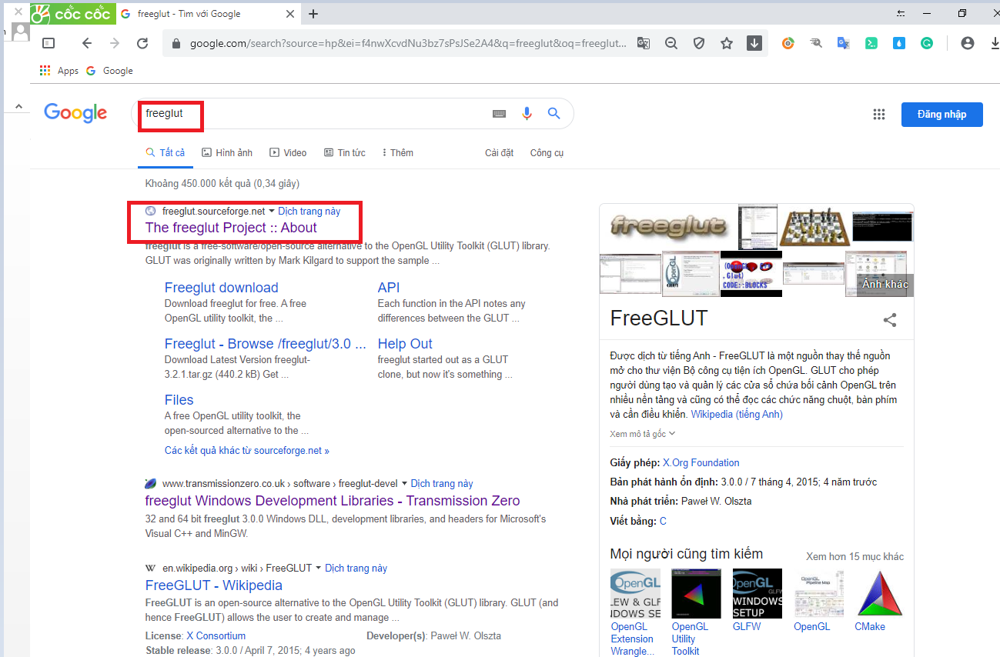 cốc cốc
freeglut - Tìm với Google
google.com/search?source=hp&ei=f4nwXcvdNu3bz7sPsJSe2A4&q=freeglut&oq=freeglut...
Apps Google
Google
freeglut
Đăng nhập
Tất cả Hình ảnh Video Tin tức Thêm Cài đặt Công cụ
Khoảng 450.000 kết quả (0,34 giây)
freeglut.sourceforge.net Dịch trang này
The freeglut Project :: About
freeglut is a free-software/open-source alternative to the OpenGL Utility Toolkit (GLUT) library.
GLUT was originally written by Mark Kilgard to support the sample ...
Freeglut download
Download freeglut for free. A free
OpenGL utility toolkit, the ...
API
Each function in the API notes any
differences between the GLUT ...
Freeglut - Browse /freeglut/3.0 ...
Download Latest Version freeglut-
3.2.1.tar.gz (440.2 kB) Get ...
Help Out
freeglut started out as a GLUT
clone, but now it's something ...
Files
A free OpenGL utility toolkit, the
open-sourced alternative to the ...
Các kết quả khác từ sourceforge.net »
www.transmissionzero.co.uk › software › freeglut-devel Dịch trang này
freeglut Windows Development Libraries - Transmission Zero
32 and 64 bit freeglut 3.0.0 Windows DLL, development libraries, and headers for Microsoft's
Visual C++ and MinGW.
W en.wikipedia.org › wiki › FreeGLUT Dịch trang này
FreeGLUT - Wikipedia
FreeGLUT is an open-source alternative to the OpenGL Utility Toolkit (GLUT) library. GLUT (and
hence FreeGLUT) allows the user to create and manage ...
License: X Consortium Developer(s): Paweł W. Olszta
Stable release: 3.0.0 / April 7, 2015; 4 years ago
freeglut
OpenGL
GLUT
CODE::BLOCKS
Ảnh khác
FreeGLUT
Được dịch từ tiếng Anh - FreeGLUT là một nguồn thay thế nguồn
mở cho thư viện Bộ công cụ tiện ích OpenGL. GLUT cho phép
người dùng tạo và quản lý các cửa sổ chứa bối cảnh OpenGL trên
nhiều nền tảng và cũng có thể đọc các chức năng chuột, bàn phím
và cần điều khiển. Wikipedia (tiếng Anh)
Xem mô tả gốc
Giấy phép: X.Org Foundation
Bản phát hành ổn định: 3.0.0 / 7 tháng 4, 2015; 4 năm trước
Nhà phát triển: Paweł W. Olszta
Viết bằng: C
Mọi người cũng tìm kiếm Xem hơn 15 mục khác
OpenGL
LEW & GLF
INDOWS SE
OpenGL
GLFW
WINDOWS
SETUP
OpenGL
Pipeline Map
OpenGL
Extension
Wrangle...
OpenGL
Utility
Toolkit
GLFW
OpenGL
CMake